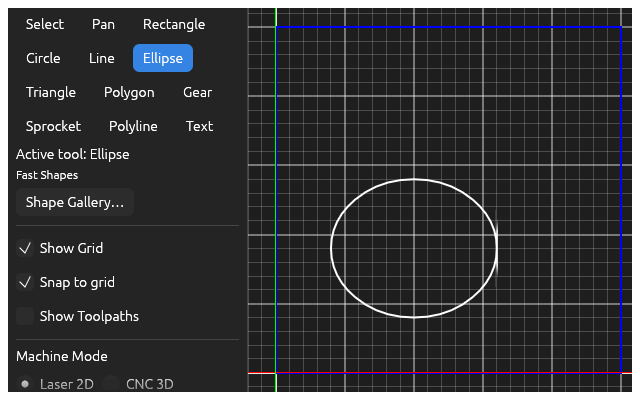 Select Pan Rectangle
Circle Line Ellipse
Triangle Polygon Gear
Sprocket Polyline Text
Active tool: Ellipse
Fast Shapes
Shape Gallery...
Show Grid
Snap to grid
Show Toolpaths
Machine Mode
Laser 2D CNC 3D